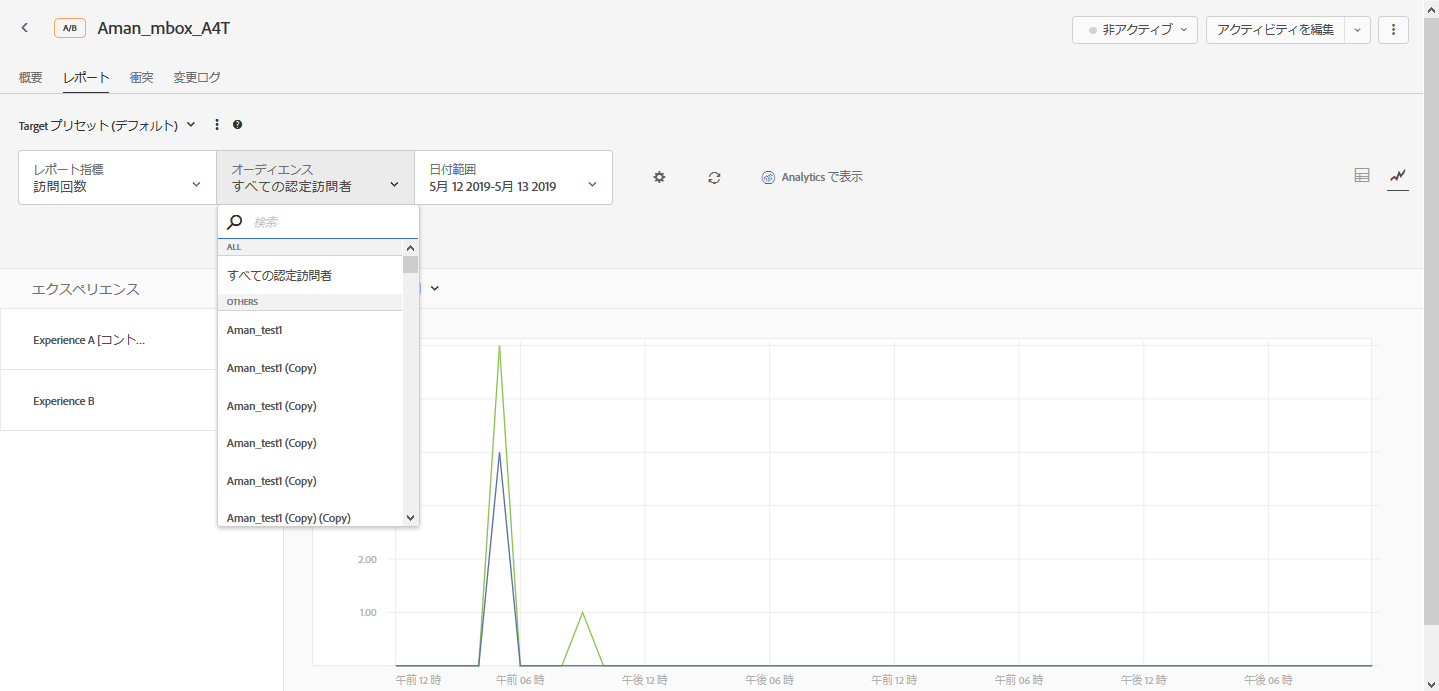 A/B Aman_mbox_A4T
非アクティブ
アクティビティを編集
概要 レポート 衝突 変更ログ
Target プリセット (デフォルト)
レポート指標
訪問回数
オーディエンス
すべての認定訪問者
日付範囲
5月 12 2019-5月 13 2019
Analytics で表示
検索
ALL
すべての認定訪問者
OTHERS
Aman_test1
Aman_test1 (Copy)
Aman_test1 (Copy)
Aman_test1 (Copy)
Aman_test1 (Copy)
Aman_test1 (Copy) (Copy)
エクスペリエンス
Experience A [コント...
Experience B
2.00
1.00
午前 12 時 午前 06 時 午後 12 時 午後 06 時 午前 12 時 午前 06 時 午後 12 時 午後 06 時